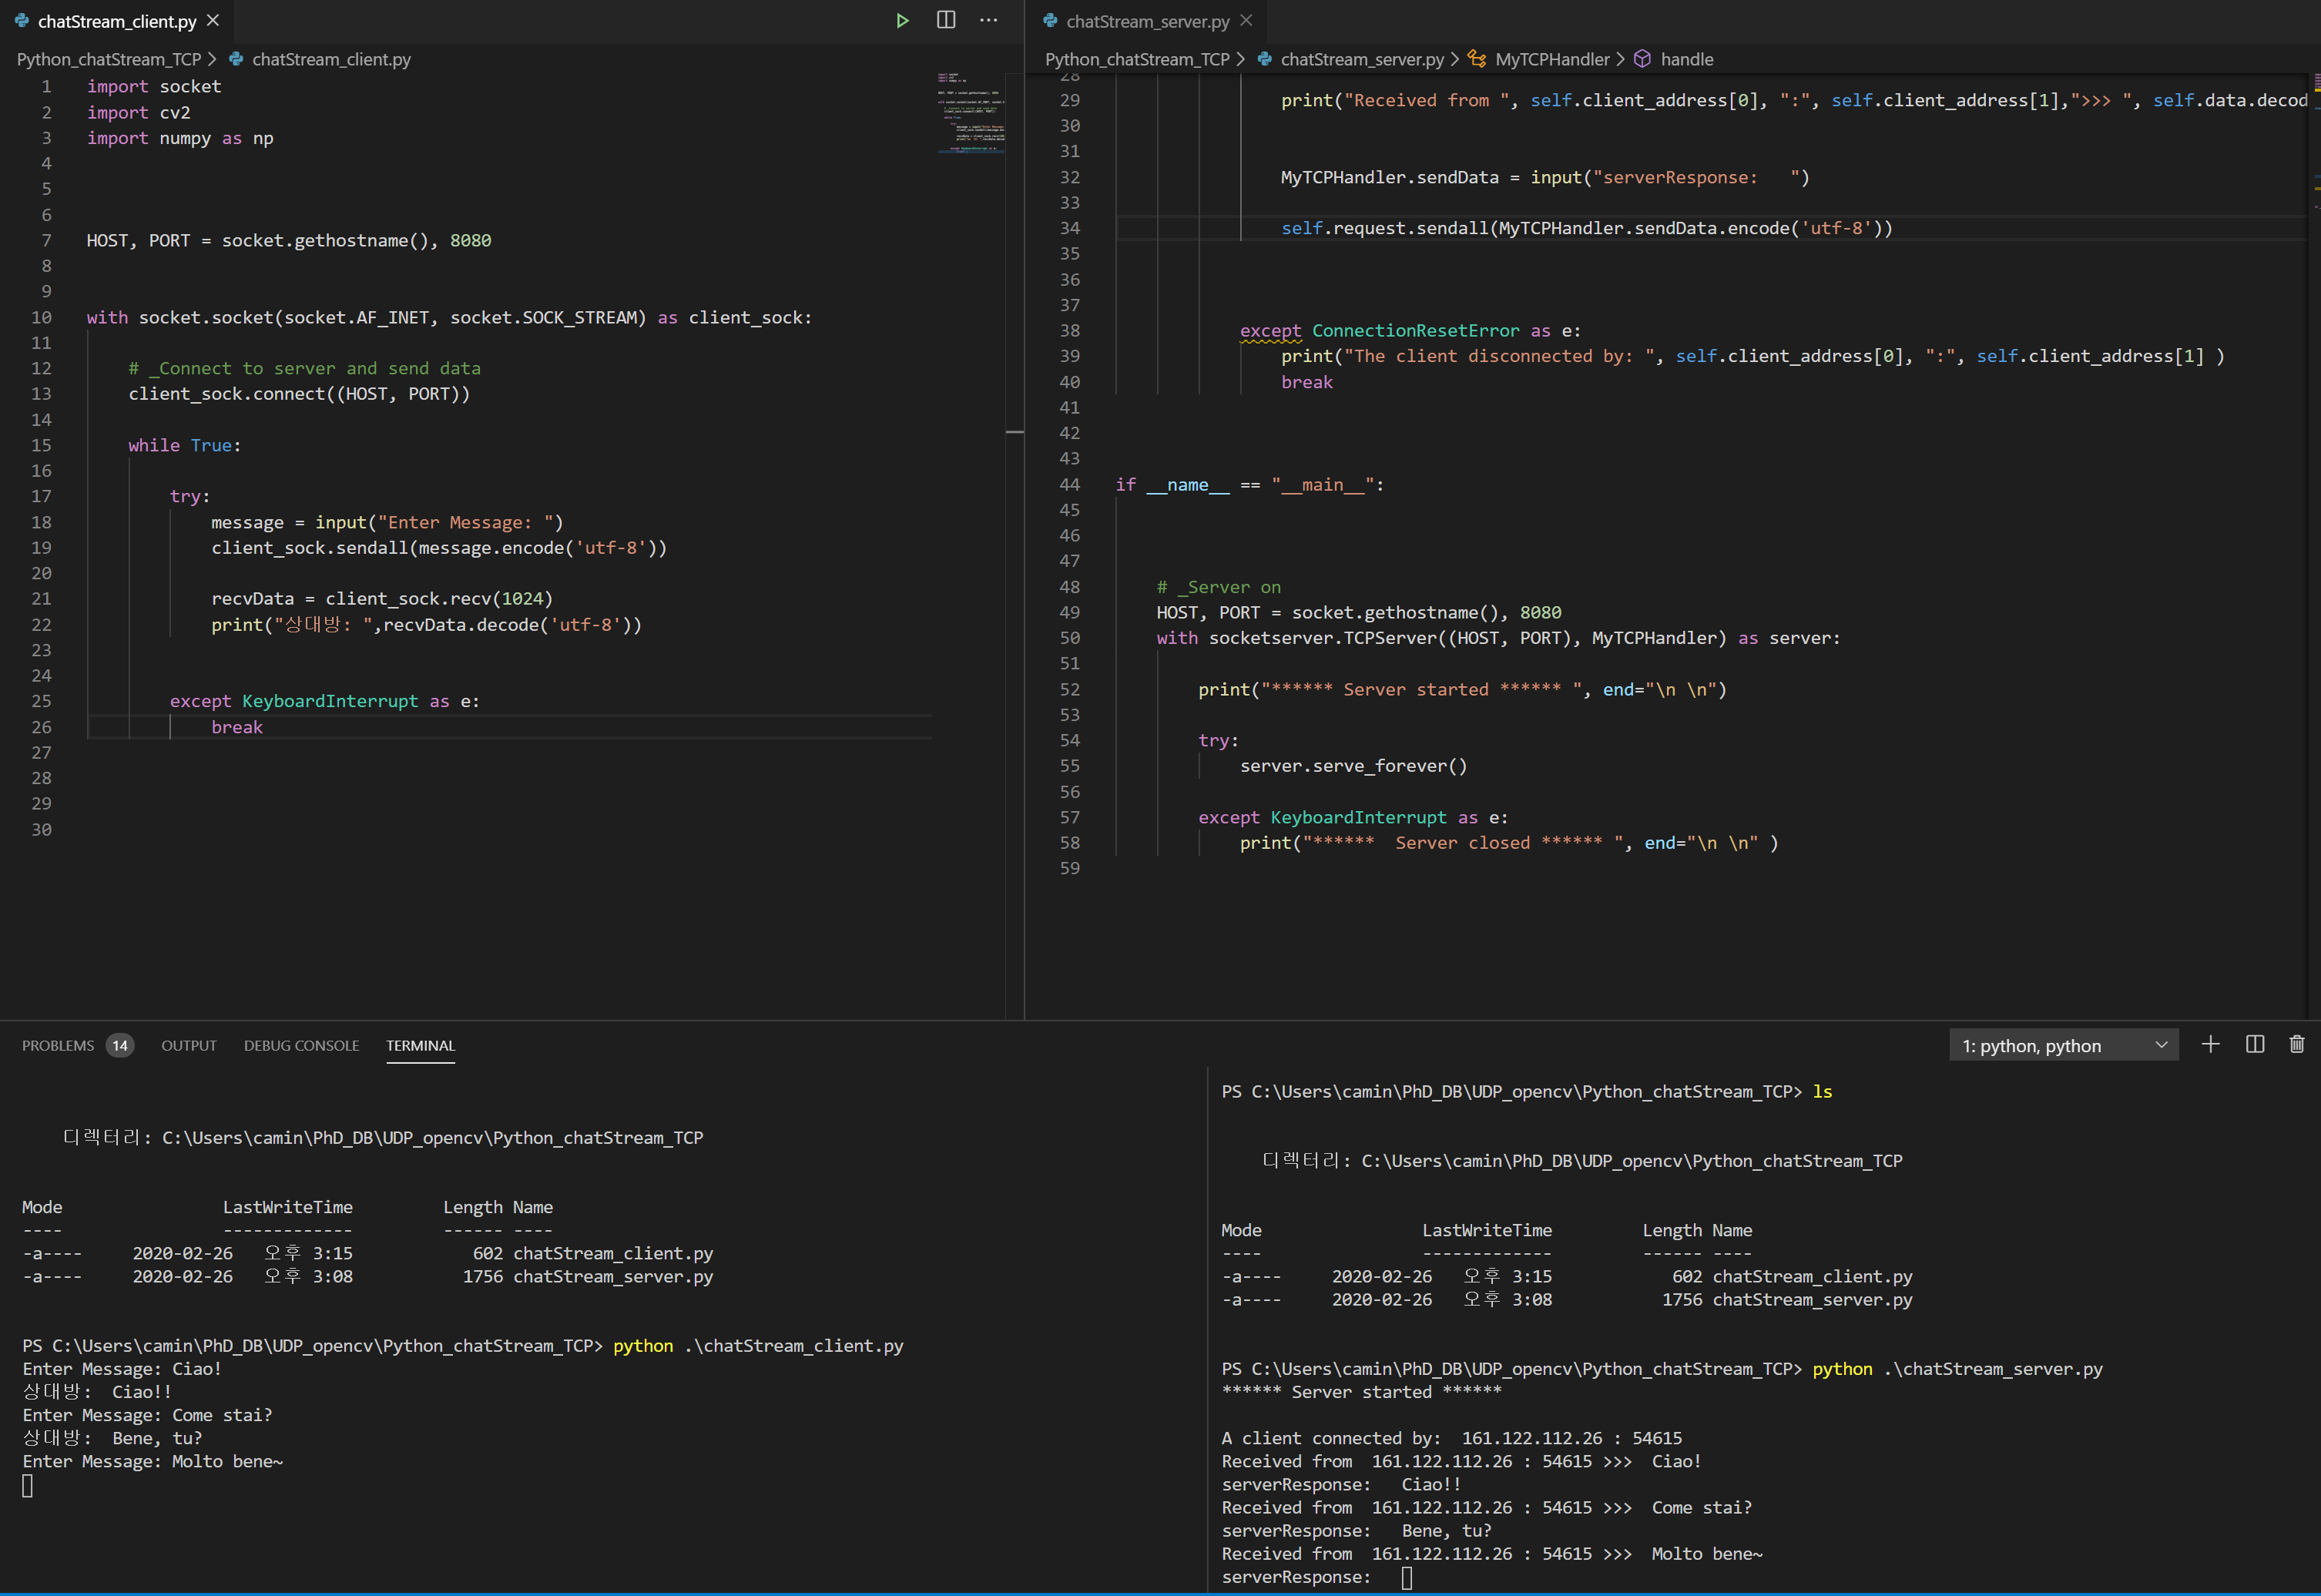 chatStream_client.py
Python_chatStream_TCP > chatStream_client.py
1 import socket
2 import cv2
3 import numpy as np
4
5
6
7 HOST, PORT = socket.gethostname(), 8080
8
9
10 with socket.socket(socket.AF_INET, socket.SOCK_STREAM) as client_sock:
11
12 # _Connect to server and send data
13 client_sock.connect((HOST, PORT))
14
15 while True:
16
17 try:
18 message = input("Enter Message: ")
19 client_sock.sendall(message.encode('utf-8'))
20
21 recvData = client_sock.recv(1024)
22 print("상대방: ",recvData.decode('utf-8'))
23
24
25 except KeyboardInterrupt as e:
26 break
27
28
29
30
chatStream_server.py
Python_chatStream_TCP > chatStream_server.py > MyTCPHandler > handle
28
29 print("Received from ", self.client_address[0], ":", self.client_address[1],">>> ", self.data.decod
30
31
32 MyTCPHandler.sendData = input("serverResponse:   ")
33
34 self.request.sendall(MyTCPHandler.sendData.encode('utf-8'))
35
36
37
38 except ConnectionResetError as e:
39 print("The client disconnected by: ", self.client_address[0], ":", self.client_address[1] )
40 break
41
42
43
44 if __name__ == "__main__":
45
46
47
48 # _Server on
49 HOST, PORT = socket.gethostname(), 8080
50 with socketserver.TCPServer((HOST, PORT), MyTCPHandler) as server:
51
52 print("****** Server started ****** ", end="\n \n")
53
54 try:
55 server.serve_forever()
56
57 except KeyboardInterrupt as e:
58 print("******  Server closed ****** ", end="\n \n" )
59
PROBLEMS 14 OUTPUT DEBUG CONSOLE TERMINAL
1: python, python
디렉터리: C:\Users\camin\PhD_DB\UDP_opencv\Python_chatStream_TCP
Mode LastWriteTime Length Name
---- ------------- ------ ----
-a---- 2020-02-26 오후 3:15 602 chatStream_client.py
-a---- 2020-02-26 오후 3:08 1756 chatStream_server.py
PS C:\Users\camin\PhD_DB\UDP_opencv\Python_chatStream_TCP> python .\chatStream_client.py
Enter Message: Ciao!
상대방:  Ciao!!
Enter Message: Come stai?
상대방:  Bene, tu?
Enter Message: Molto bene~
PS C:\Users\camin\PhD_DB\UDP_opencv\Python_chatStream_TCP> ls
디렉터리: C:\Users\camin\PhD_DB\UDP_opencv\Python_chatStream_TCP
Mode LastWriteTime Length Name
---- ------------- ------ ----
-a---- 2020-02-26 오후 3:15 602 chatStream_client.py
-a---- 2020-02-26 오후 3:08 1756 chatStream_server.py
PS C:\Users\camin\PhD_DB\UDP_opencv\Python_chatStream_TCP> python .\chatStream_server.py
****** Server started ******
A client connected by:  161.122.112.26 : 54615
Received from  161.122.112.26 : 54615 >>>  Ciao!
serverResponse:   Ciao!!
Received from  161.122.112.26 : 54615 >>>  Come stai?
serverResponse:   Bene, tu?
Received from  161.122.112.26 : 54615 >>>  Molto bene~
serverResponse: